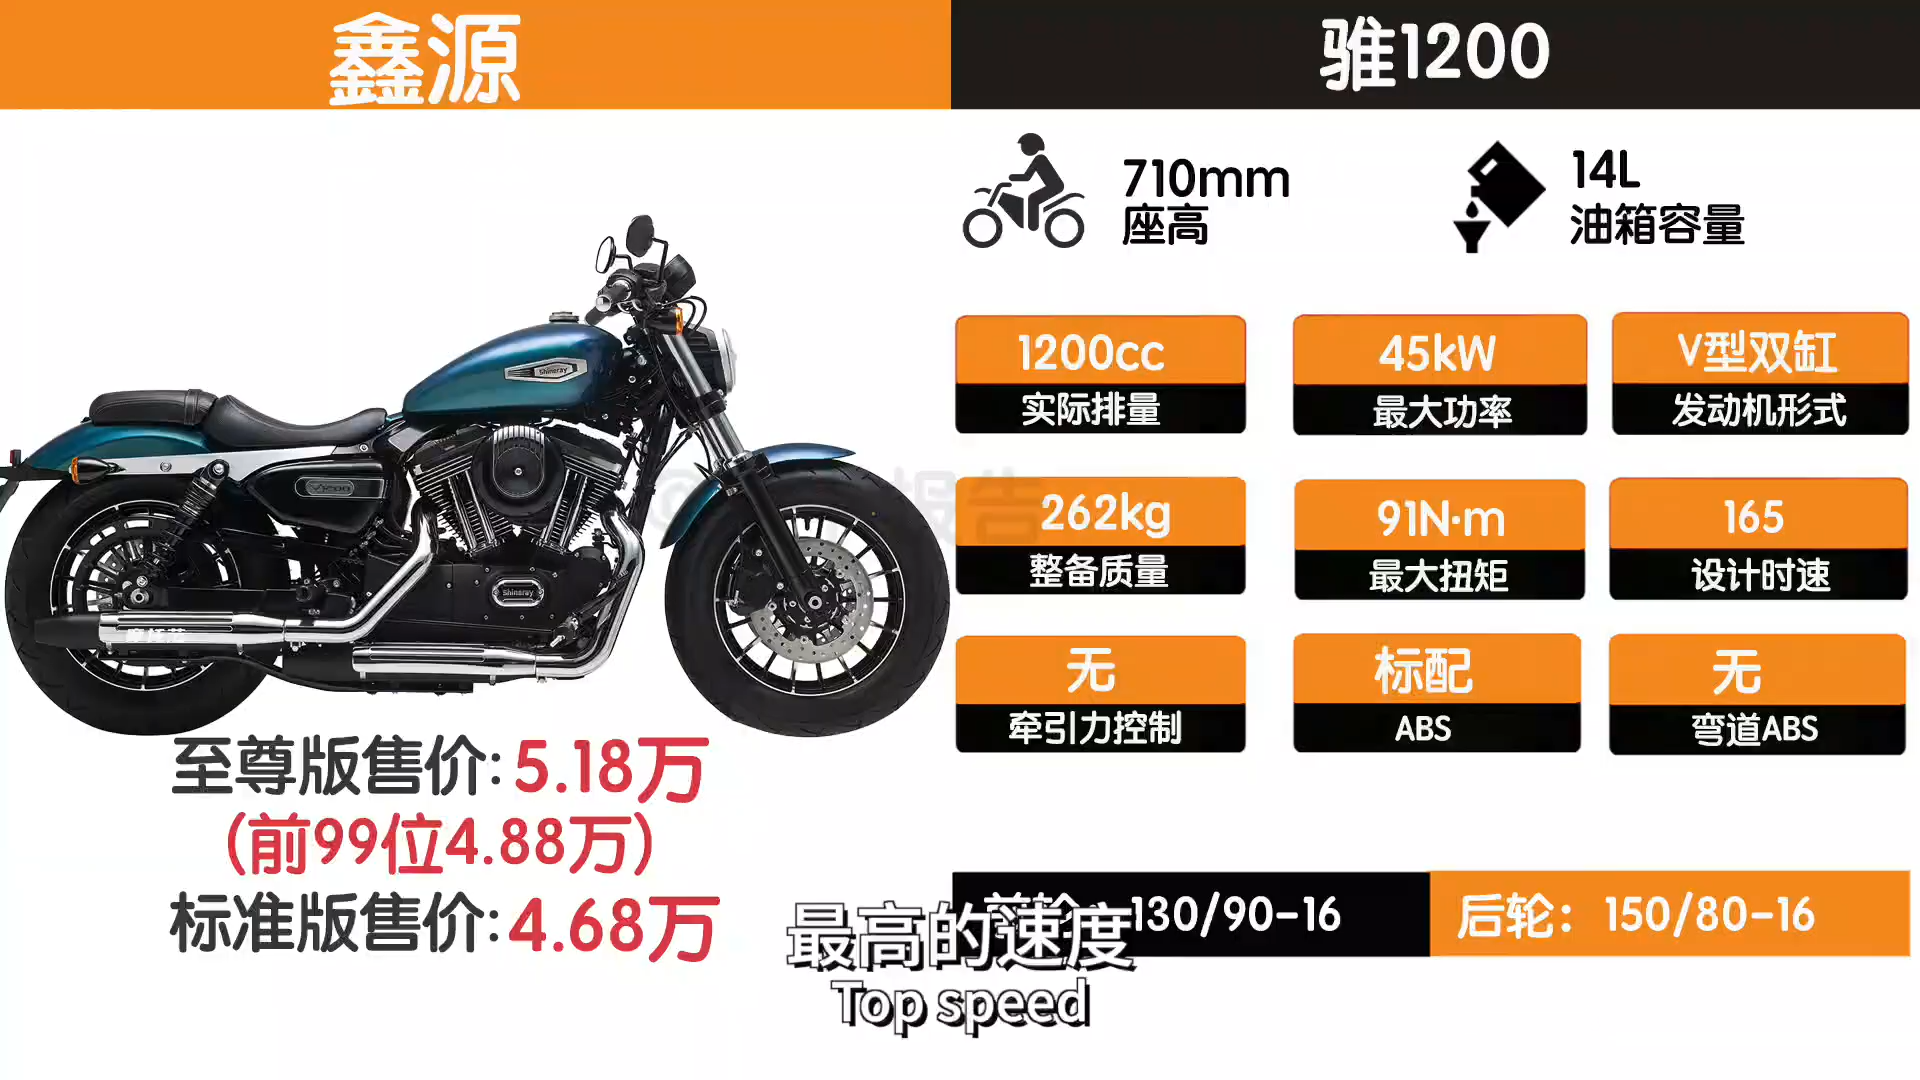 鑫源
骓1200
710mm
座高
14L
油箱容量
1200cc
实际排量
45kW
最大功率
V型双缸
发动机形式
262kg
整备质量
91N·m
最大扭矩
165
设计时速
无
牵引力控制
标配
ABS
无
弯道ABS
Shineray
Shineray
至尊版售价:5.18万
(前99位4.88万)
标准版售价:4.68万
130/90-16
后轮：150/80-16
最高的速度
Top speed